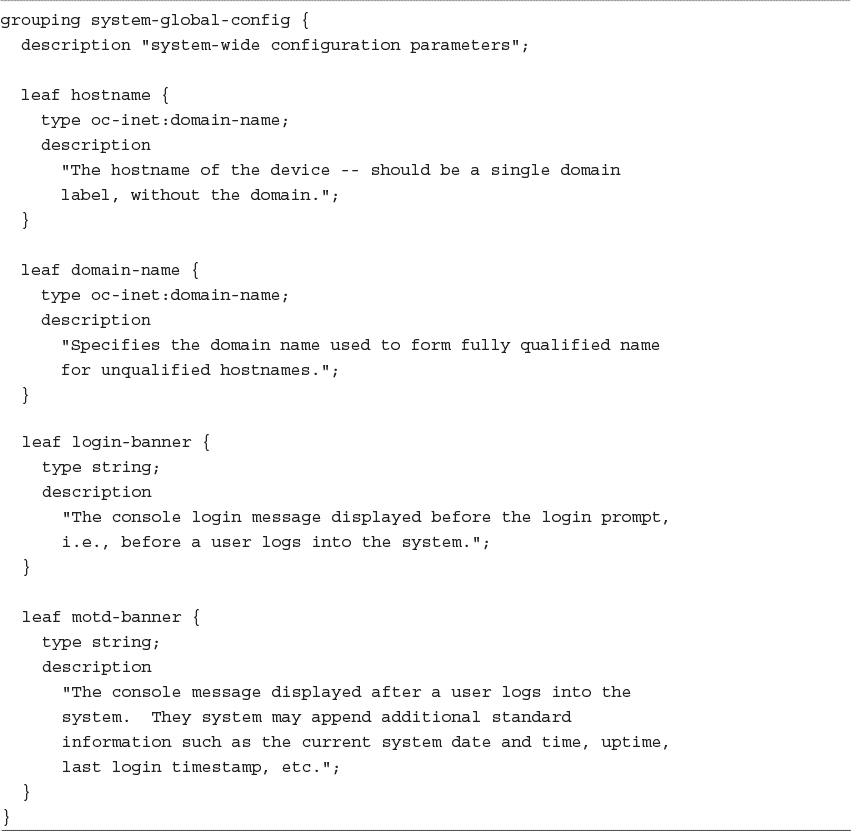 grouping system-global-config {
  description "system-wide configuration parameters";

  leaf hostname {
    type oc-inet:domain-name;
    description
      "The hostname of the device -- should be a single domain
      label, without the domain.";
  }

  leaf domain-name {
    type oc-inet:domain-name;
    description
      "Specifies the domain name used to form fully qualified name
      for unqualified hostnames.";
  }

  leaf login-banner {
    type string;
    description
      "The console login message displayed before the login prompt,
      i.e., before a user logs into the system.";
  }

  leaf motd-banner {
    type string;
    description
      "The console message displayed after a user logs into the
      system.  They system may append additional standard
      information such as the current system date and time, uptime,
      last login timestamp, etc.";
  }
}